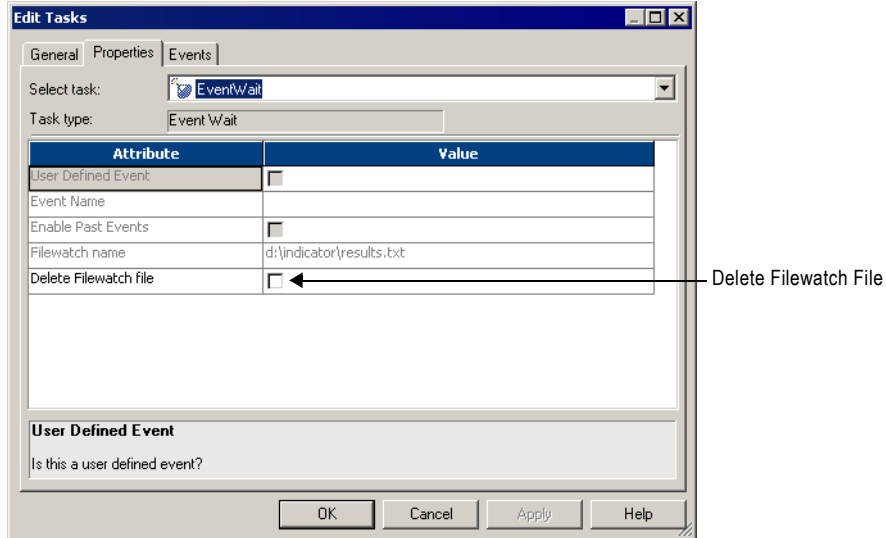 Edit Tasks
General Properties Events
Select task: EventWait
Task type: Event Wait
Attribute Value
User Defined Event
Event Name
Enable Past Events
Filewatch name d:\indicator\results.txt
Delete Filewatch file
Delete Filewatch File
User Defined Event
Is this a user defined event?
OK Cancel Apply Help